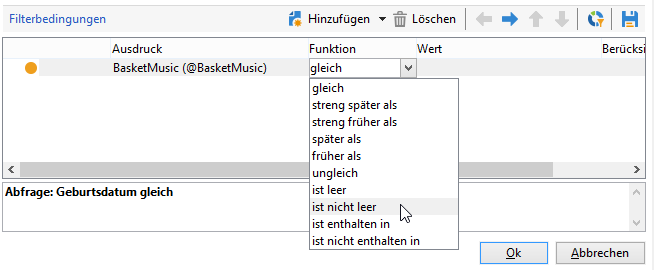 Filterbedingungen Hinzufügen Löschen
Ausdruck Funktion Wert Berücksi
BasketMusic (@BasketMusic) gleich
gleich
streng später als
streng früher als
später als
früher als
ungleich
ist leer
ist nicht leer
ist enthalten in
ist nicht enthalten in
Abfrage: Geburtsdatum gleich
Ok Abbrechen